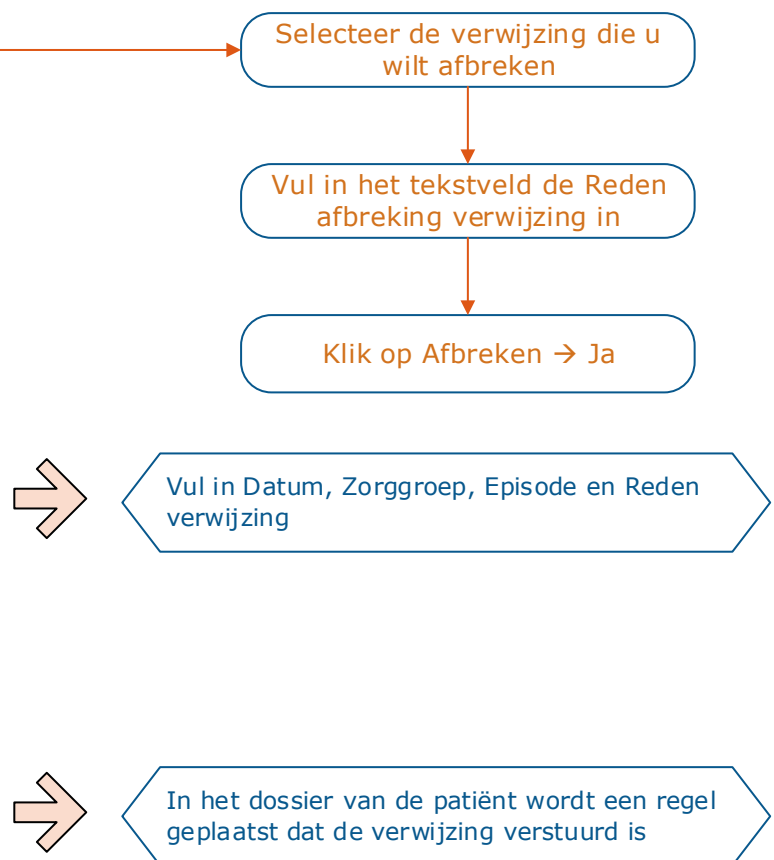 Selecteer de verwijzing die u
wilt afbreken
Vul in het tekstveld de Reden
afbreking verwijzing in
Klik op Afbreken → Ja
Vul in Datum, Zorggroep, Episode en Reden
verwijzing
In het dossier van de patiënt wordt een regel
geplaatst dat de verwijzing verstuurd is